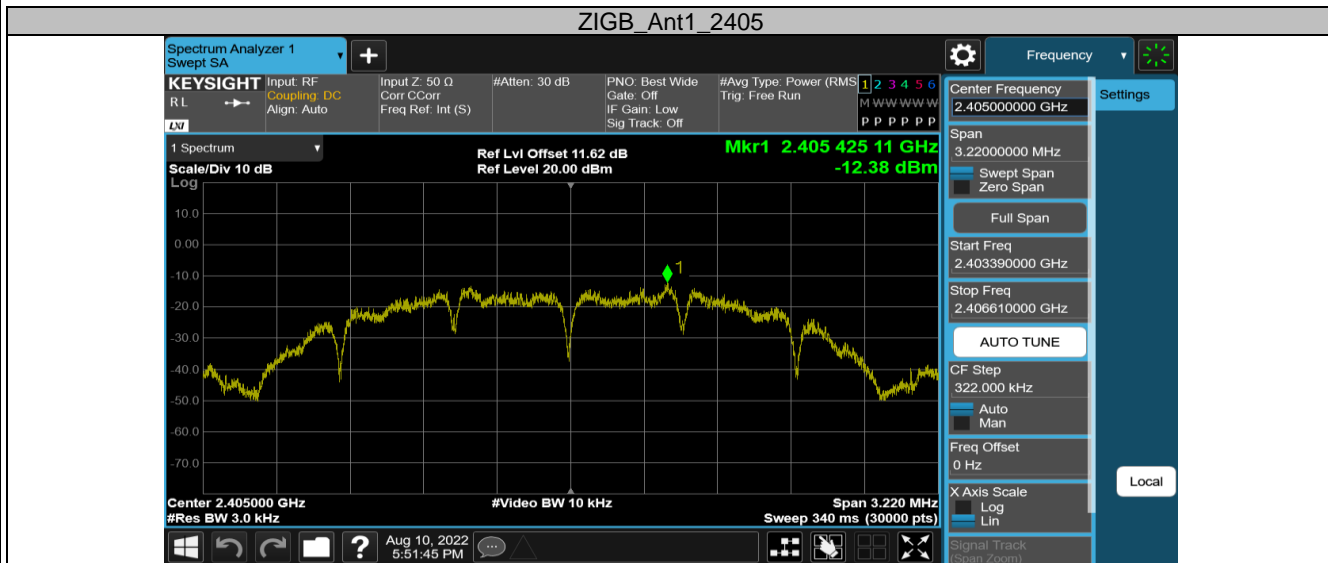 ZIGB_Ant1_2405
Spectrum Analyzer 1
Swept SA
+
Frequency
KEYSIGHT
R L
LXI
Input: RF
Coupling: DC
Align: Auto
Input Z: 50 Ω
Corr CCorr
Freq Ref: Int (S)
#Atten: 30 dB
PNO: Best Wide
Gate: Off
IF Gain: Low
Sig Track: Off
#Avg Type: Power (RMS
Trig: Free Run
1 2 3 4 5 6
M W W W W W
P P P P P P
1 Spectrum
Scale/Div 10 dB
Ref Lvl Offset 11.62 dB
Ref Level 20.00 dBm
Mkr1 2.405 425 11 GHz
-12.38 dBm
Log
10.0
0.00
-10.0
-20.0
-30.0
-40.0
-50.0
-60.0
-70.0
1
Center 2.405000 GHz
#Res BW 3.0 kHz
#Video BW 10 kHz
Span 3.220 MHz
Sweep 340 ms (30000 pts)
Center Frequency
2.405000000 GHz
Settings
Span
3.22000000 MHz
Swept Span
Zero Span
Full Span
Start Freq
2.403390000 GHz
Stop Freq
2.406610000 GHz
AUTO TUNE
CF Step
322.000 kHz
Auto
Man
Freq Offset
0 Hz
X Axis Scale
Log
Lin
Local
Signal Track
(Span Zoom)
?
Aug 10, 2022
5:51:45 PM